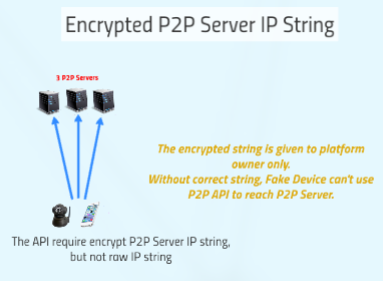 Encrypted P2P Server IP String
3 P2P Servers
The encrypted string is given to platform
owner only.
Without correct string, Fake Device can't use
P2P API to reach P2P Server.
The API require encrypt P2P Server IP string,
but not raw IP string